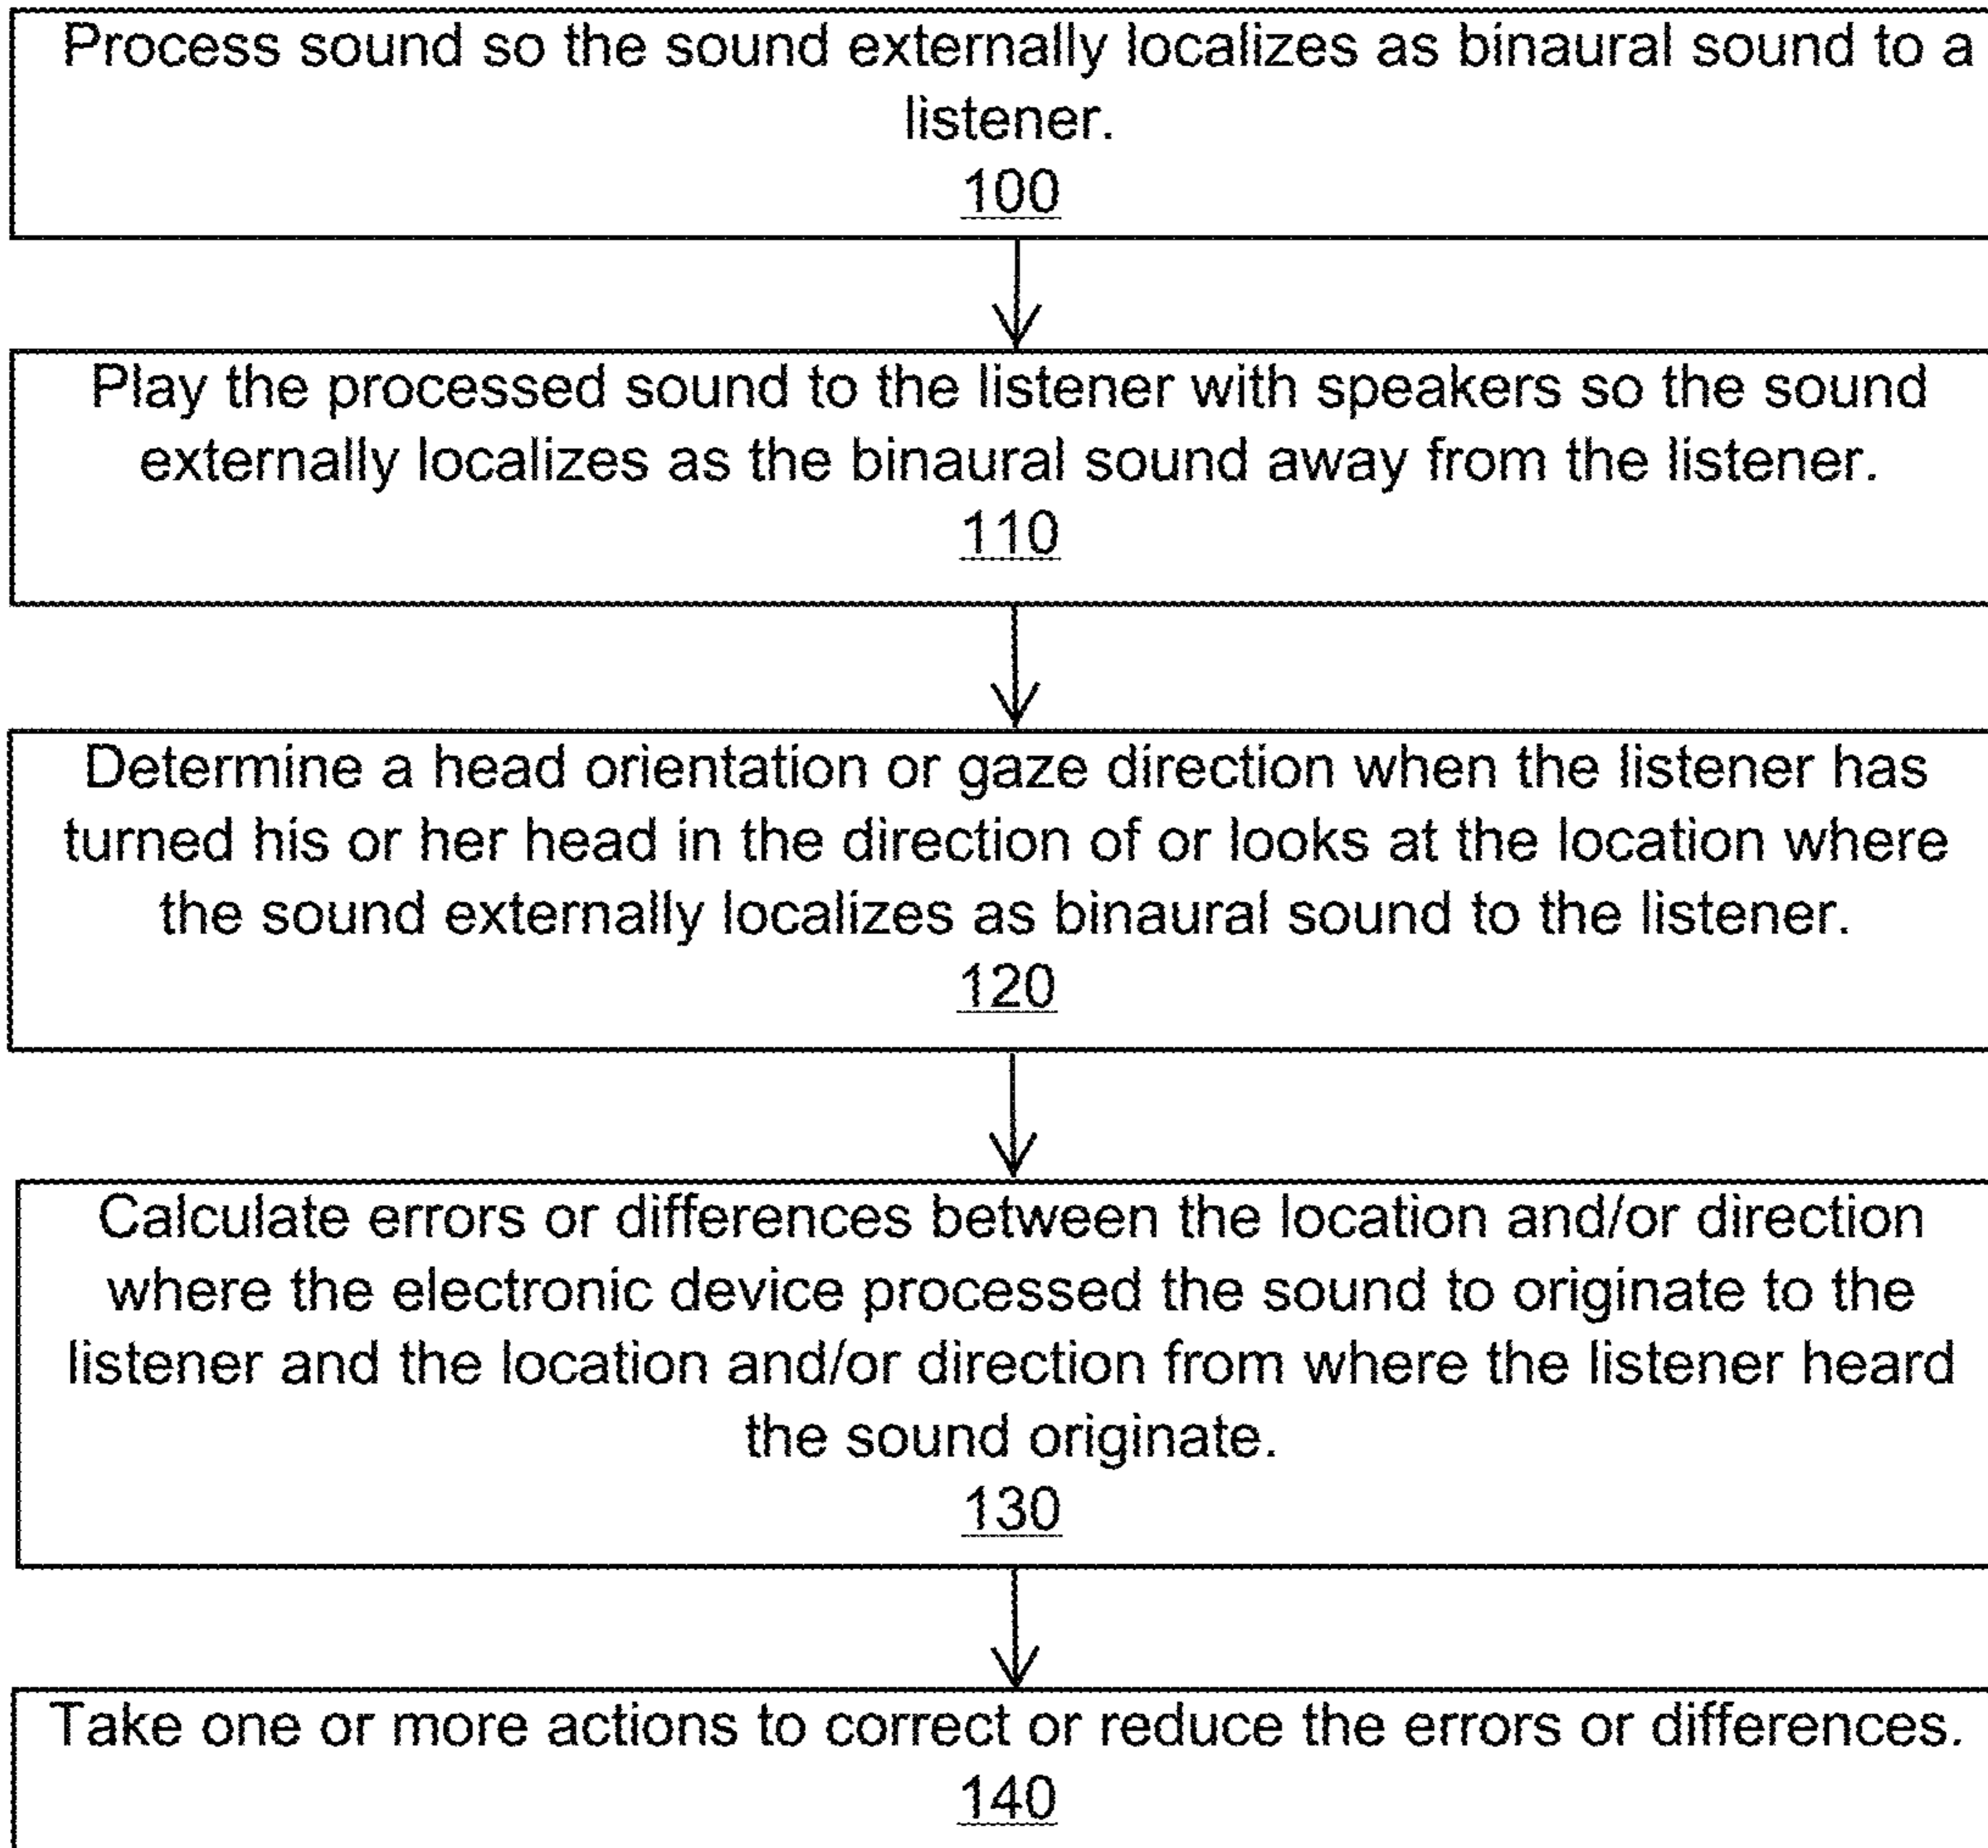 Process sound so the sound externally localizes as binaural sound to a
listener.
100
Play the processed sound to the listener with speakers so the sound
externally localizes as the binaural sound away from the listener.
110
Determine a head orientation or gaze direction when the listener has
turned his or her head in the direction of or looks at the location where
the sound externally localizes as binaural sound to the listener.
120
Calculate errors or differences between the location and/or direction
where the electronic device processed the sound to originate to the
listener and the location and/or direction from where the listener heard
the sound originate.
130
Take one or more actions to correct or reduce the errors or differences.
140